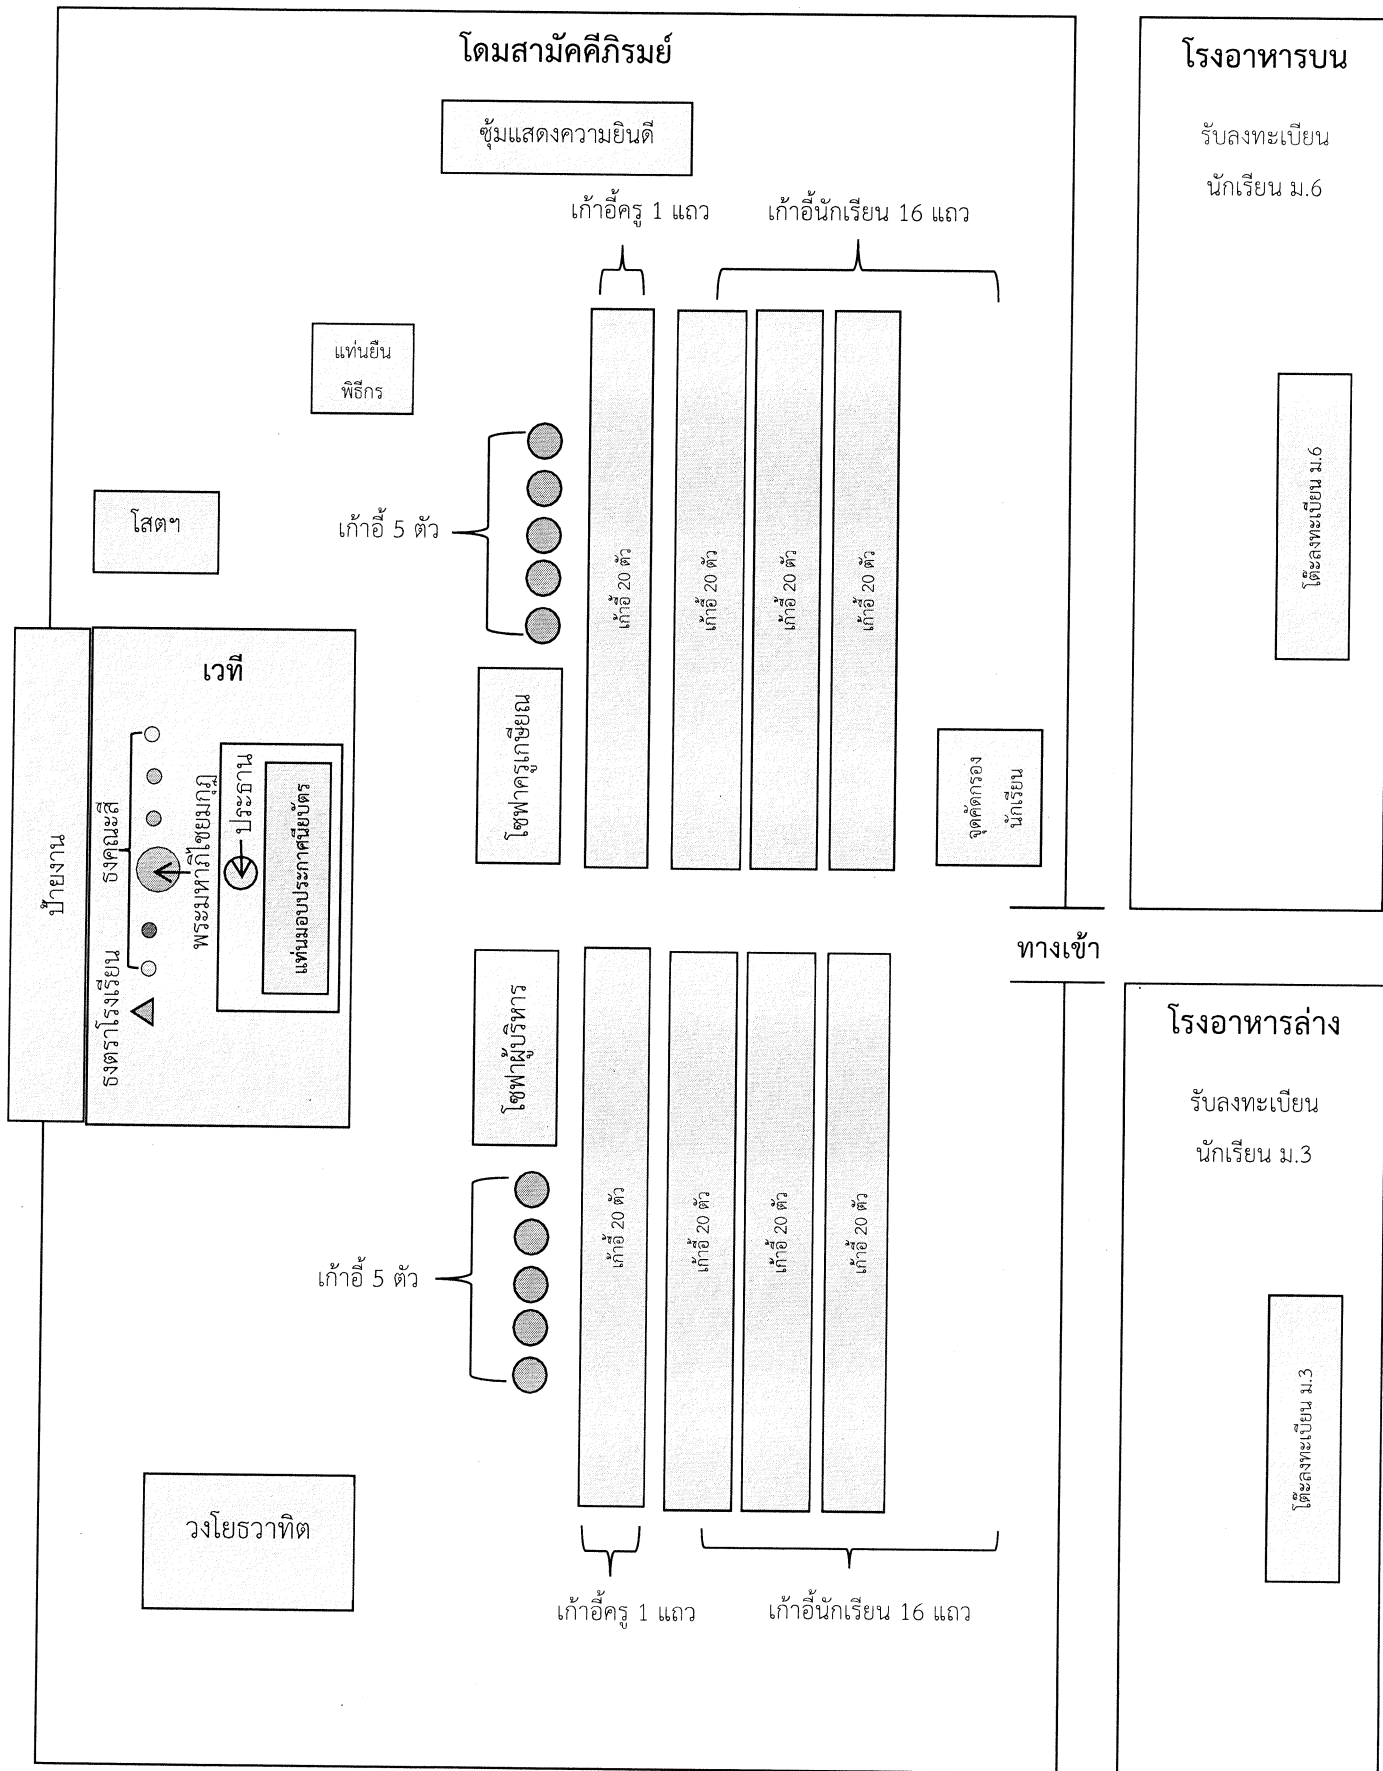 โดมสามัคคีภิรมย์
ซุ้มแสดงความยินดี
เก้าอี้ครู 1 แถว
เก้าอี้นักเรียน 16 แถว
แท่นยืน
พิธีกร
เก้าอี้ 5 ตัว
โสตฯ
เก้าอี้ 20 ตัว
เก้าอี้ 20 ตัว
เก้าอี้ 20 ตัว
เก้าอี้ 20 ตัว
ป้ายงาน
เวที
ธงคณะสี
ธงตราโรงเรียน
พระมหาภิไชยมกุฎ
ประธาน
แท่นมอบประกาศนียบัตร
โซฟาครูเกษียณ
จุดคัดกรอง
นักเรียน
ทางเข้า
โซฟาผู้บริหาร
เก้าอี้ 5 ตัว
เก้าอี้ 20 ตัว
เก้าอี้ 20 ตัว
เก้าอี้ 20 ตัว
เก้าอี้ 20 ตัว
วงโยธวาทิต
เก้าอี้ครู 1 แถว
เก้าอี้นักเรียน 16 แถว
โรงอาหารบน
รับลงทะเบียน
นักเรียน ม.6
โต๊ะลงทะเบียน ม.6
โรงอาหารล่าง
รับลงทะเบียน
นักเรียน ม.3
โต๊ะลงทะเบียน ม.3